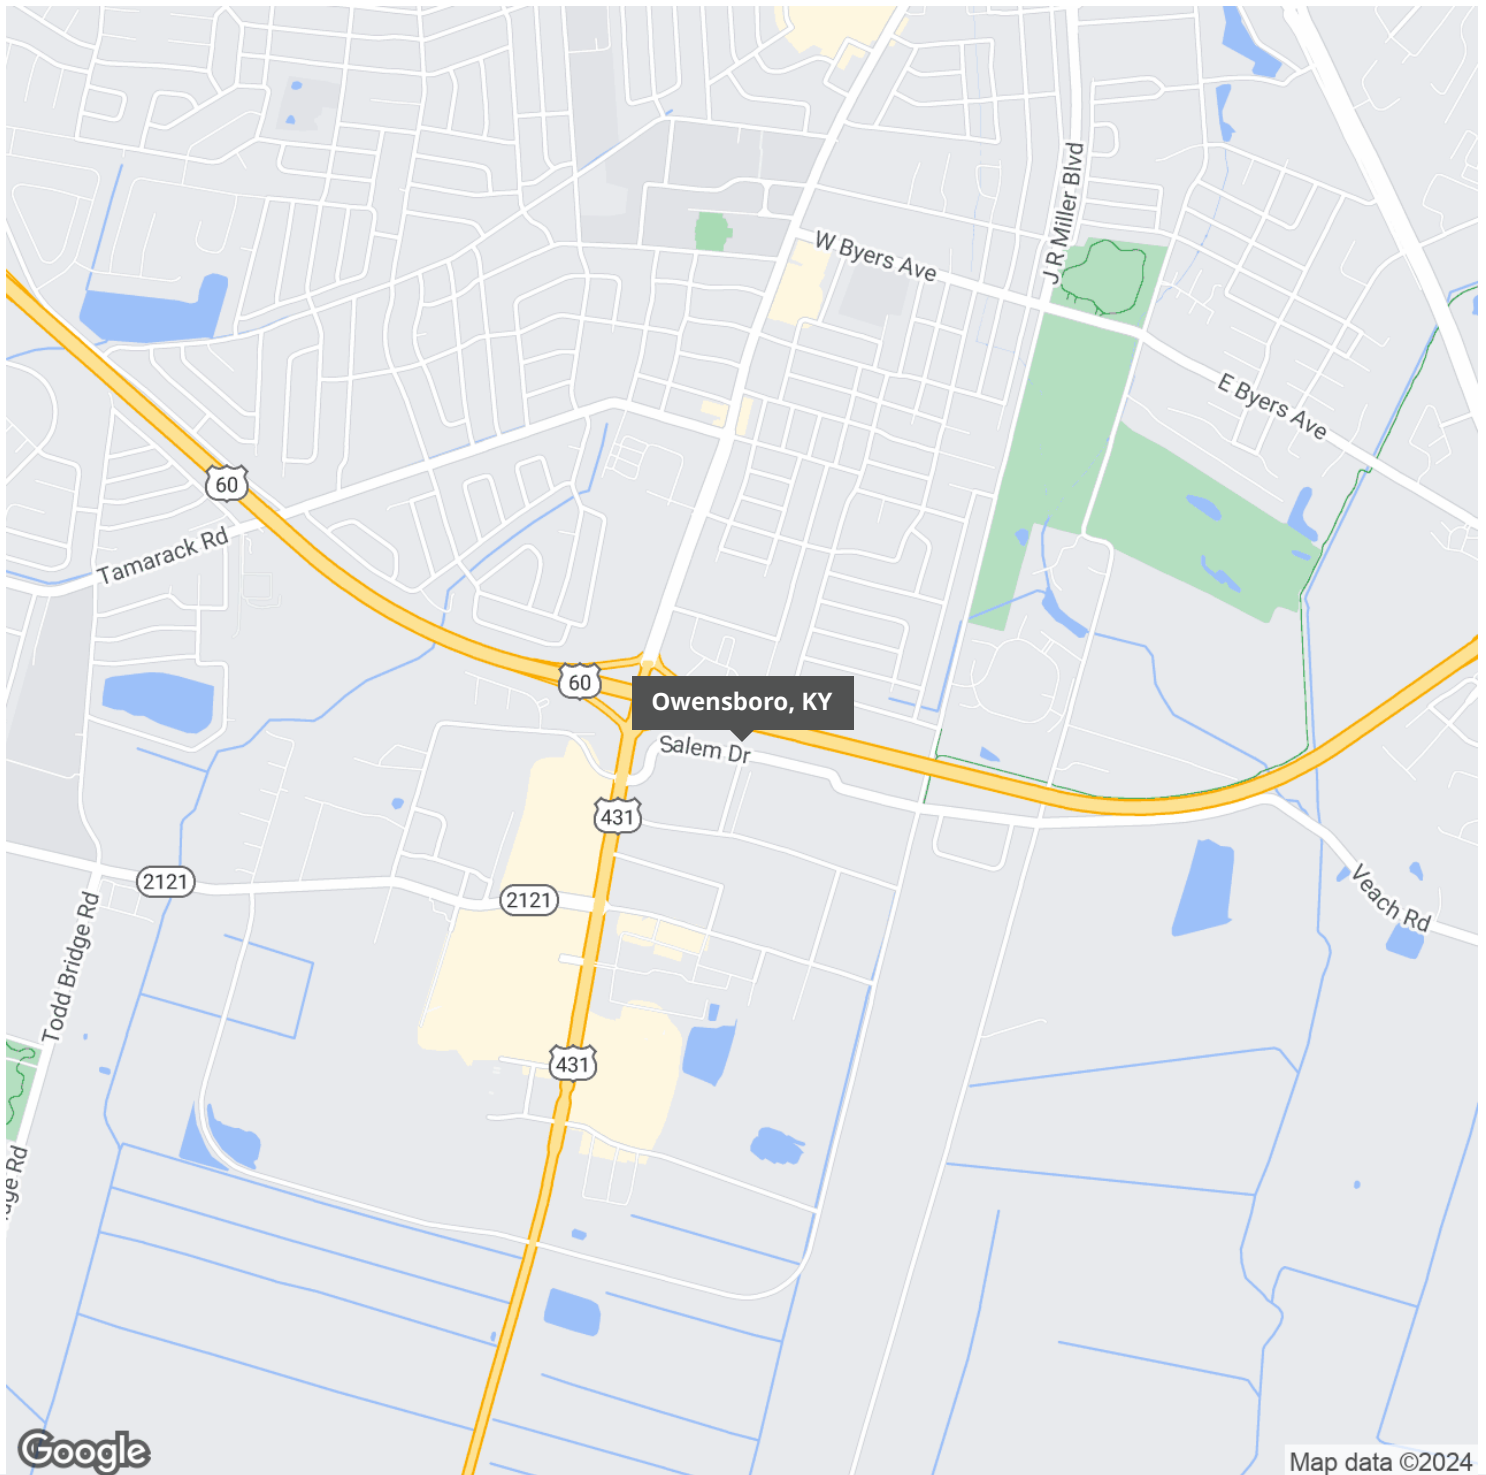 J R Miller Blvd
W Byers Ave
E Byers Ave
60
Tamarack Rd
60
Owensboro, KY
Salem Dr
431
2121
2121
Veach Rd
Todd Bridge Rd
431
Google
Map data ©2024